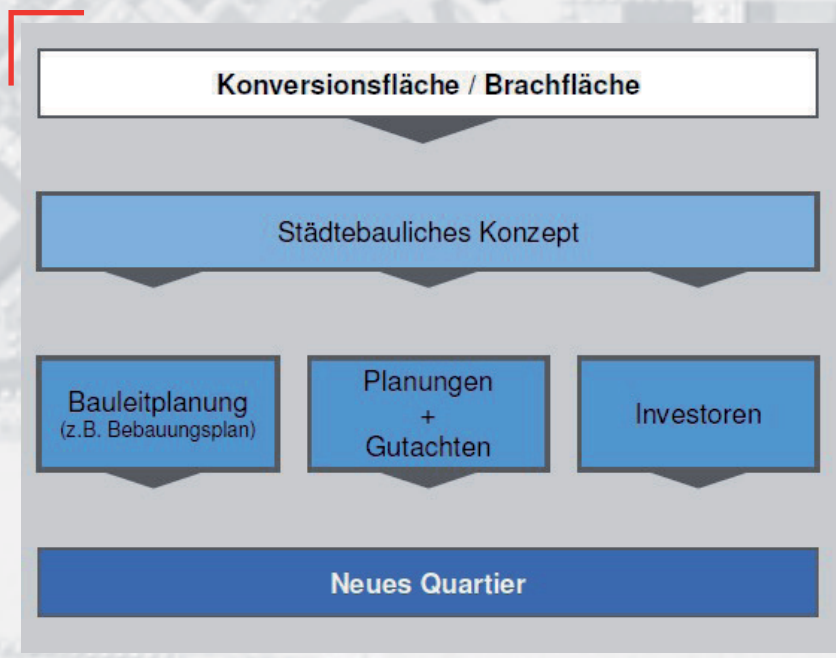 Konversionsfläche / Brachfläche
Städtebauliches Konzept
Bauleitplanung
(z.B. Bebauungsplan)
Planungen
+
Gutachten
Investoren
Neues Quartier